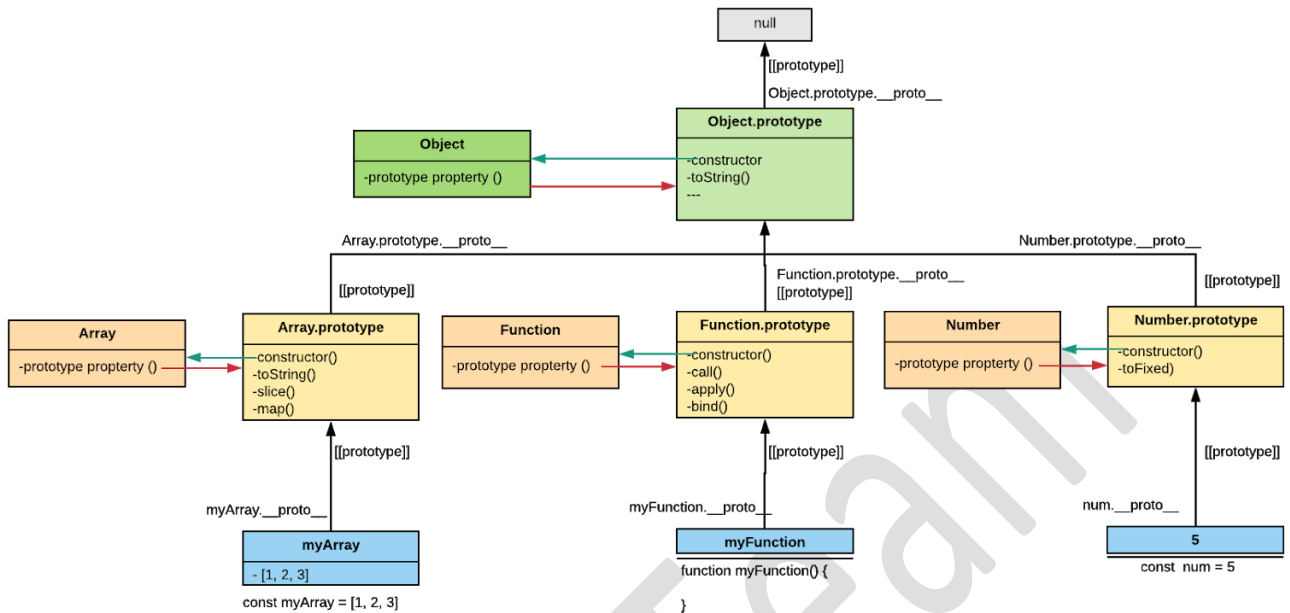 null
[[prototype]]
Object.prototype.__proto__
Object.prototype
-constructor
-toString()
---
Object
-prototype propterty ()
Array.prototype.__proto__
Number.prototype.__proto__
Function.prototype.__proto__
[[prototype]]
[[prototype]]
[[prototype]]
Array
-prototype propterty ()
Array.prototype
-constructor()
-toString()
-slice()
-map()
Function
-prototype propterty ()
Function.prototype
-constructor()
-call()
-apply()
-bind()
Number
-prototype propterty ()
Number.prototype
-constructor()
-toFixed)
[[prototype]]
[[prototype]]
[[prototype]]
myArray.__proto__
myFunction.__proto__
num.__proto__
myArray
- [1, 2, 3]
const myArray = [1, 2, 3]
myFunction
function myFunction() {
}
5
const num = 5
Team